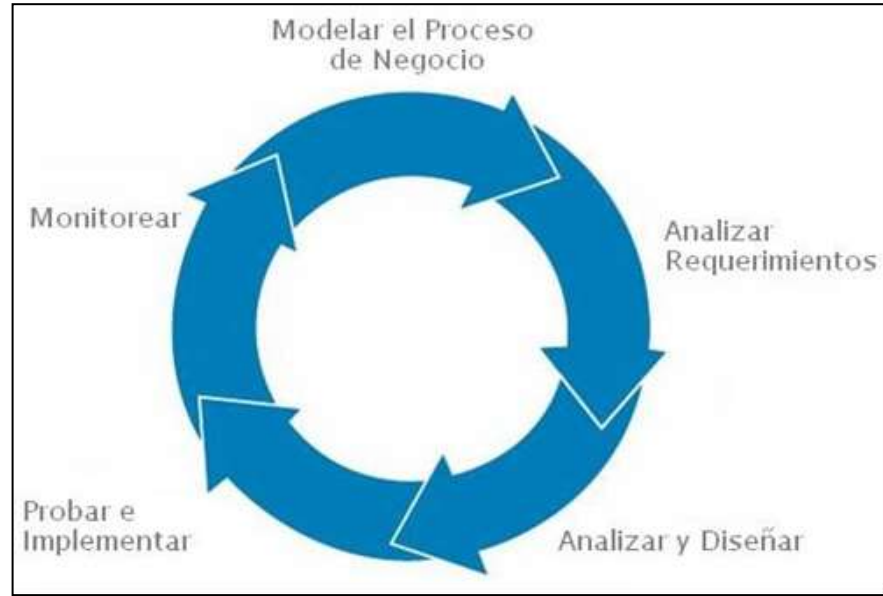 Modelar el Proceso
de Negocio
Analizar
Requerimientos
Analizar y Diseñar
Probar e
Implementar
Monitorear